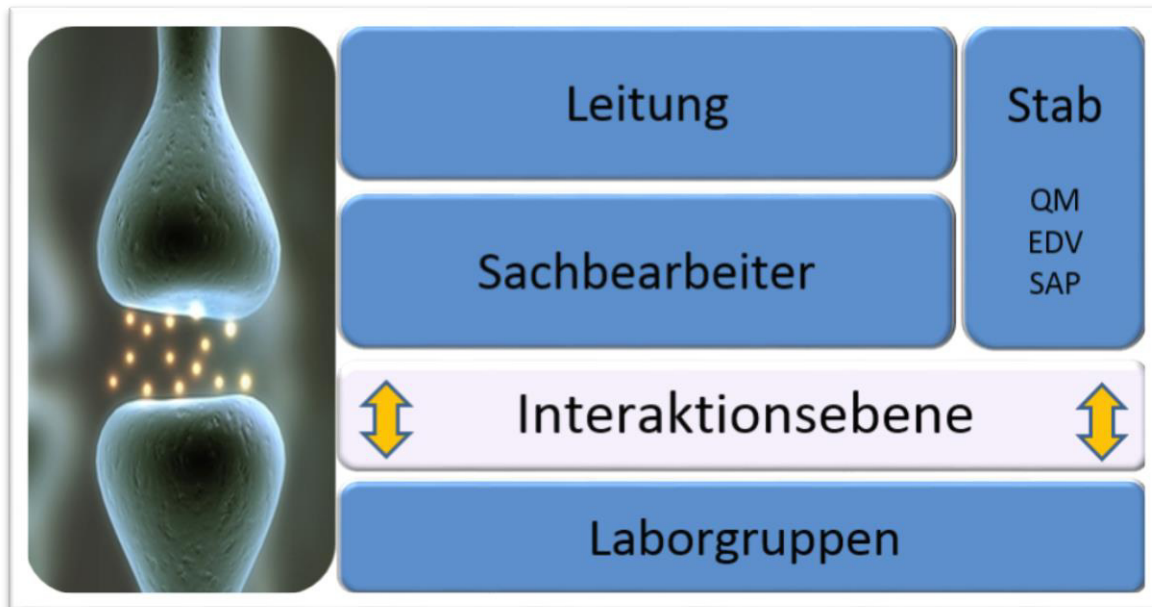 Leitung
Stab
QM
EDV
SAP
Sachbearbeiter
Interaktionsebene
Laborgruppen